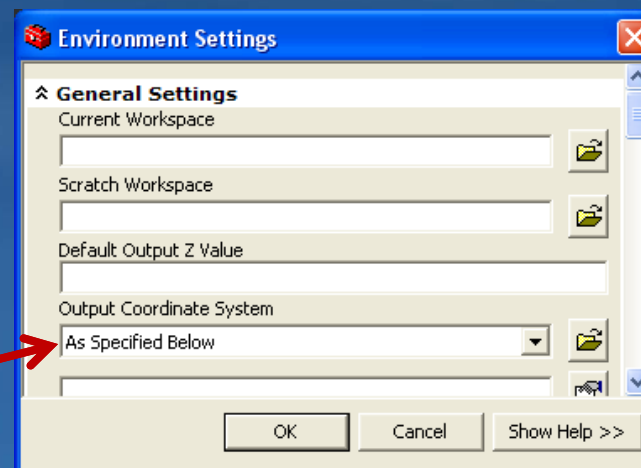 Environment Settings
General Settings
Current Workspace
Scratch Workspace
Default Output Z Value
Output Coordinate System
As Specified Below
OK Cancel Show Help >>